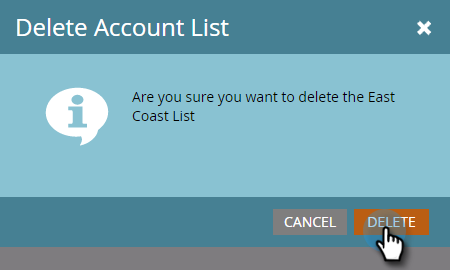 Delete Account List
Are you sure you want to delete the East
Coast List
CANCEL
DELETE